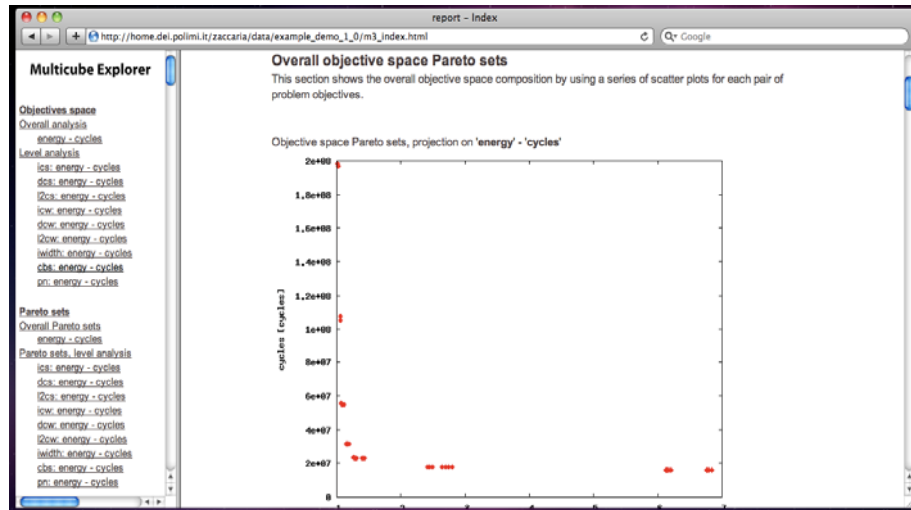 report – Index
http://home.dei.polimi.it/zaccaria/data/example_demo_1_0/m3_index.html
Google
Multicube Explorer
Objectives space
Overall analysis
energy - cycles
Level analysis
ics: energy - cycles
dcs: energy - cycles
l2cs: energy - cycles
icw: energy - cycles
dcw: energy - cycles
l2cw: energy - cycles
iwidth: energy - cycles
cbs: energy - cycles
pn: energy - cycles
Pareto sets
Overall Pareto sets
energy - cycles
Pareto sets, level analysis
ics: energy - cycles
dcs: energy - cycles
l2cs: energy - cycles
icw: energy - cycles
dcw: energy - cycles
l2cw: energy - cycles
iwidth: energy - cycles
cbs: energy - cycles
pn: energy - cycles
Overall objective space Pareto sets
This section shows the overall objective space composition by using a series of scatter plots for each pair of
problem objectives.
Objective space Pareto sets, projection on 'energy' - 'cycles'
2e+08
1.8e+08
1.6e+08
1.4e+08
1.2e+08
1e+08
8e+07
6e+07
4e+07
2e+07
0
cycles [cycles]
1 2 3 4 5 6 7